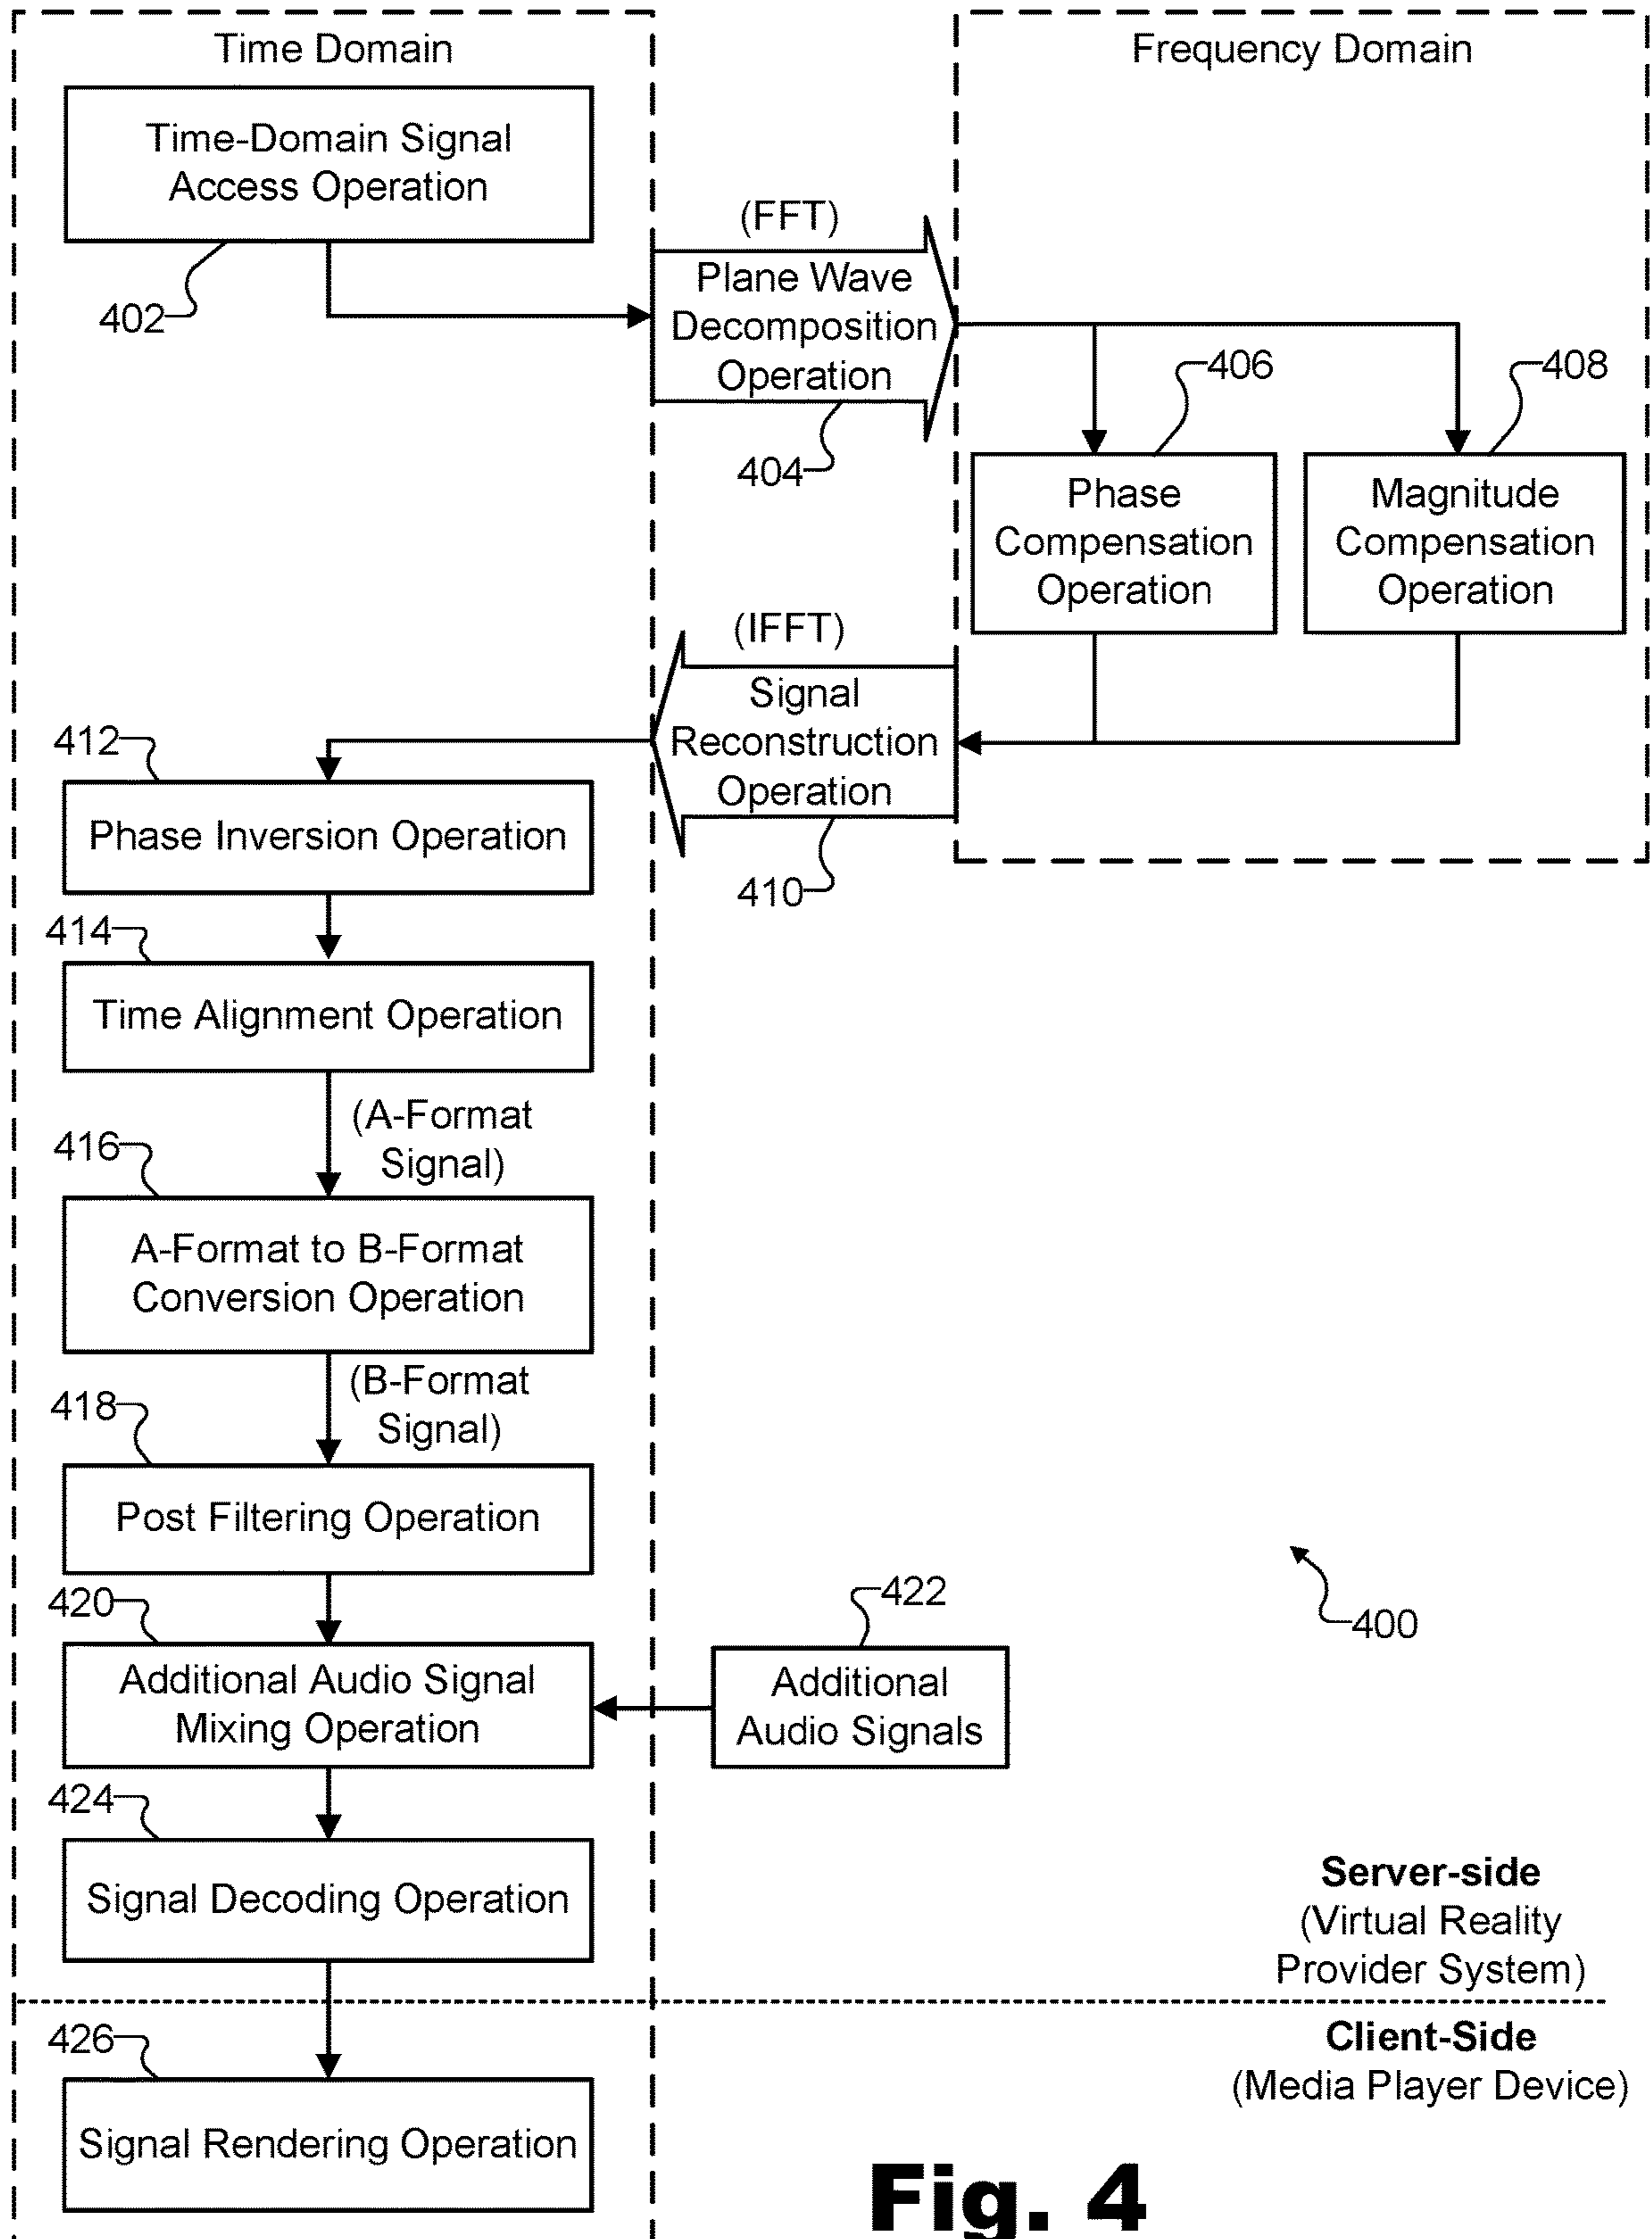 Time Domain
Frequency Domain
Time-Domain Signal
Access Operation
402
(FFT)
Plane Wave
Decomposition
Operation
404
406
408
Phase
Compensation
Operation
Magnitude
Compensation
Operation
(IFFT)
Signal
Reconstruction
Operation
410
412
Phase Inversion Operation
414
Time Alignment Operation
(A-Format
Signal)
416
A-Format to B-Format
Conversion Operation
(B-Format
Signal)
418
Post Filtering Operation
420
Additional Audio Signal
Mixing Operation
422
Additional
Audio Signals
400
424
Signal Decoding Operation
Server-side
(Virtual Reality
Provider System)
Client-Side
(Media Player Device)
426
Signal Rendering Operation
Fig. 4